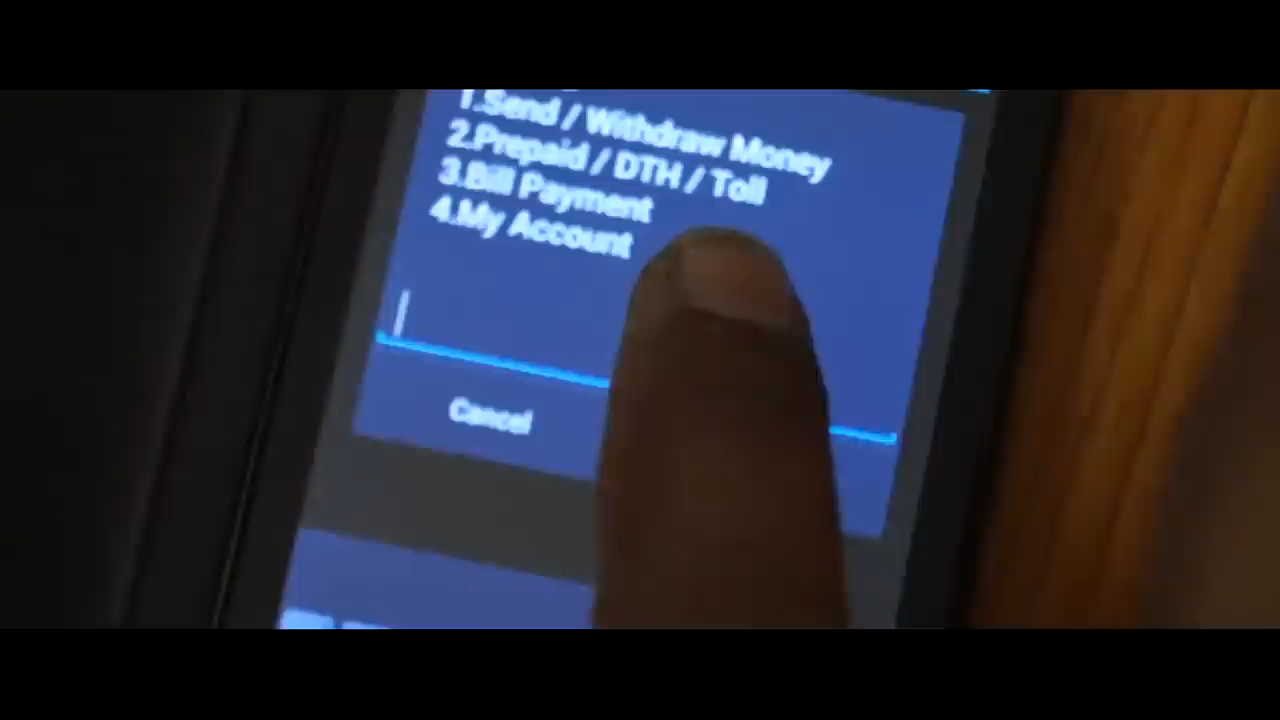 1.Send / Withdraw Money
2.Prepaid / DTH / Toll
3.Bill Payment
4.My Account
Cancel